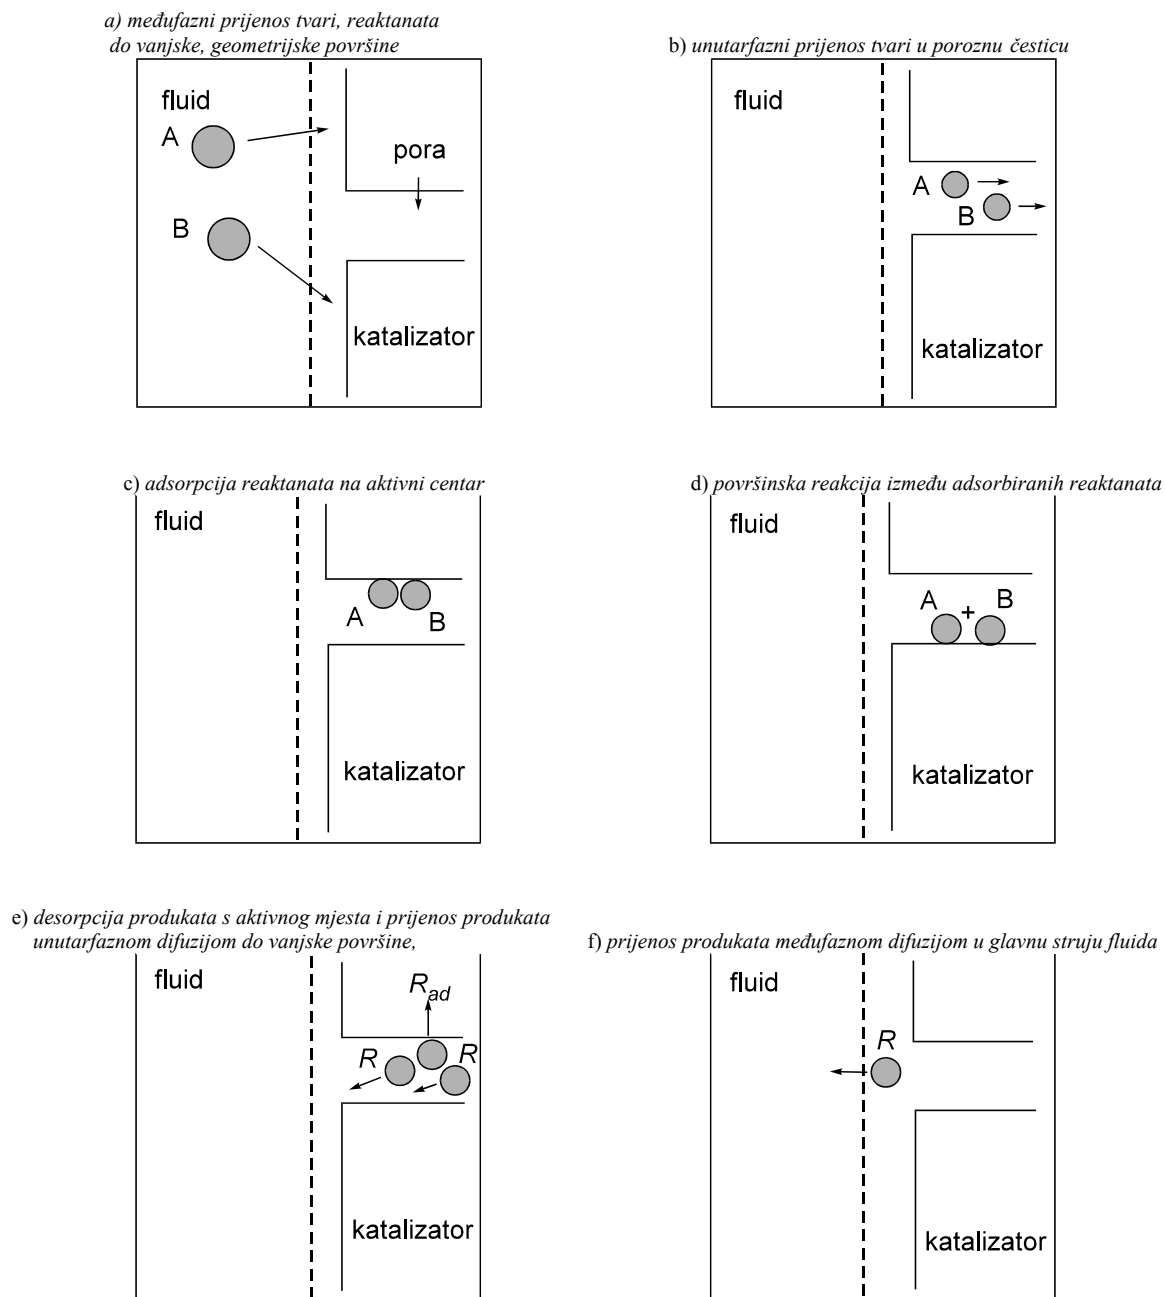 a) međufazni prijenos tvari, reaktanata
do vanjske, geometrijske površine
fluid
A
B
pora
katalizator
b) unutarfazni prijenos tvari u poroznu česticu
fluid
A
B
katalizator
c) adsorpcija reaktanata na aktivni centar
fluid
A
B
katalizator
d) površinska reakcija između adsorbiranih reaktanata
fluid
A + B
katalizator
e) desorpcija produkata s aktivnog mjesta i prijenos produkata
unutarfaznom difuzijom do vanjske površine,
fluid
Rad
R
R
katalizator
f) prijenos produkata međufaznom difuzijom u glavnu struju fluida
fluid
R
katalizator